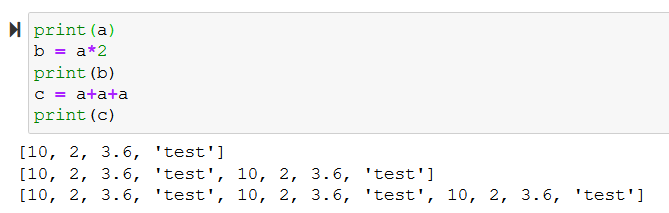 print(a)
b = a*2
print(b)
c = a+a+a
print(c)
[10, 2, 3.6, 'test']
[10, 2, 3.6, 'test', 10, 2, 3.6, 'test']
[10, 2, 3.6, 'test', 10, 2, 3.6, 'test', 10, 2, 3.6, 'test']